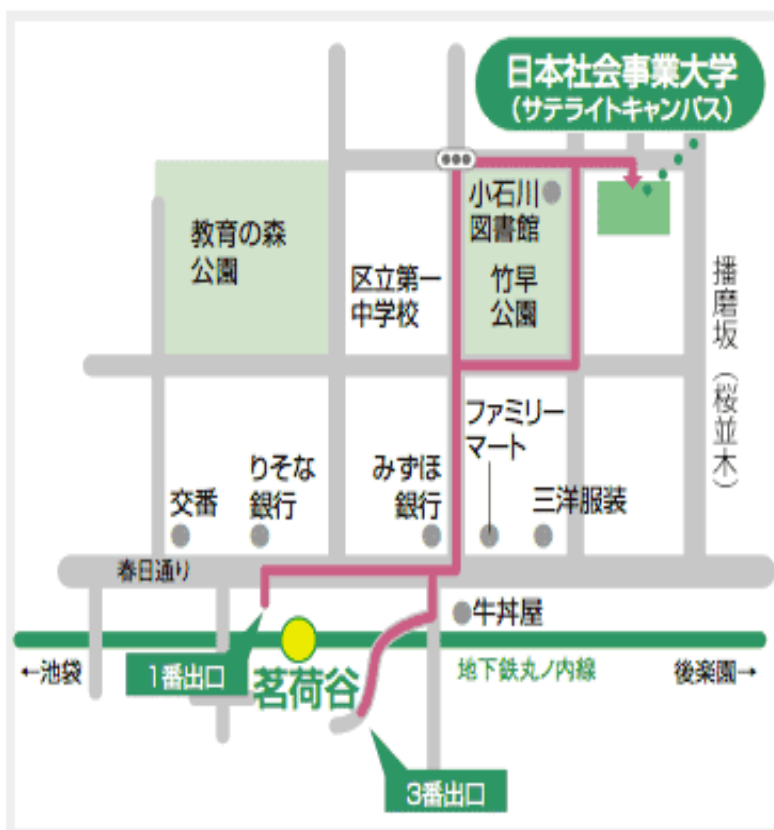 日本社会事業大学
(サテライトキャンパス)
教育の森
公園
区立第一
中学校
小石川
図書館
竹早
公園
播磨坂(桜並木)
ファミリー
マート
交番
りそな
銀行
みずほ
銀行
三洋服装
春日通り
牛丼屋
←池袋
1番出口
茗荷谷
地下鉄丸ノ内線
後楽園→
3番出口